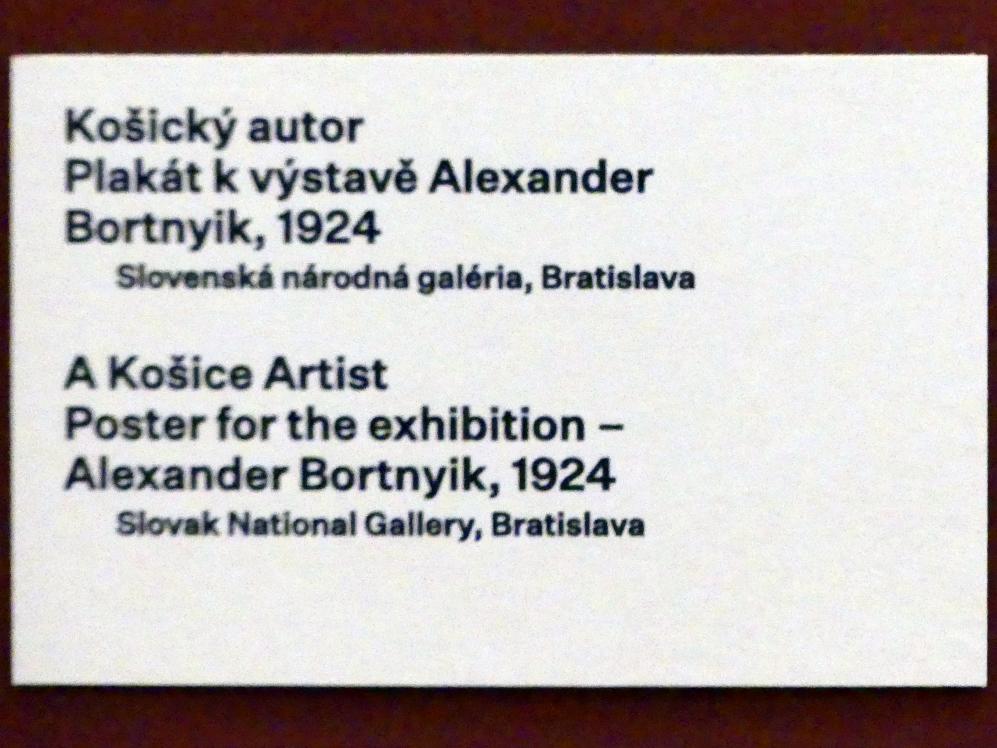 Košický autor
Plakát k výstavě Alexander
Bortnyik, 1924
Slovenská národná galéria, Bratislava
A Košice Artist
Poster for the exhibition –
Alexander Bortnyik, 1924
Slovak National Gallery, Bratislava